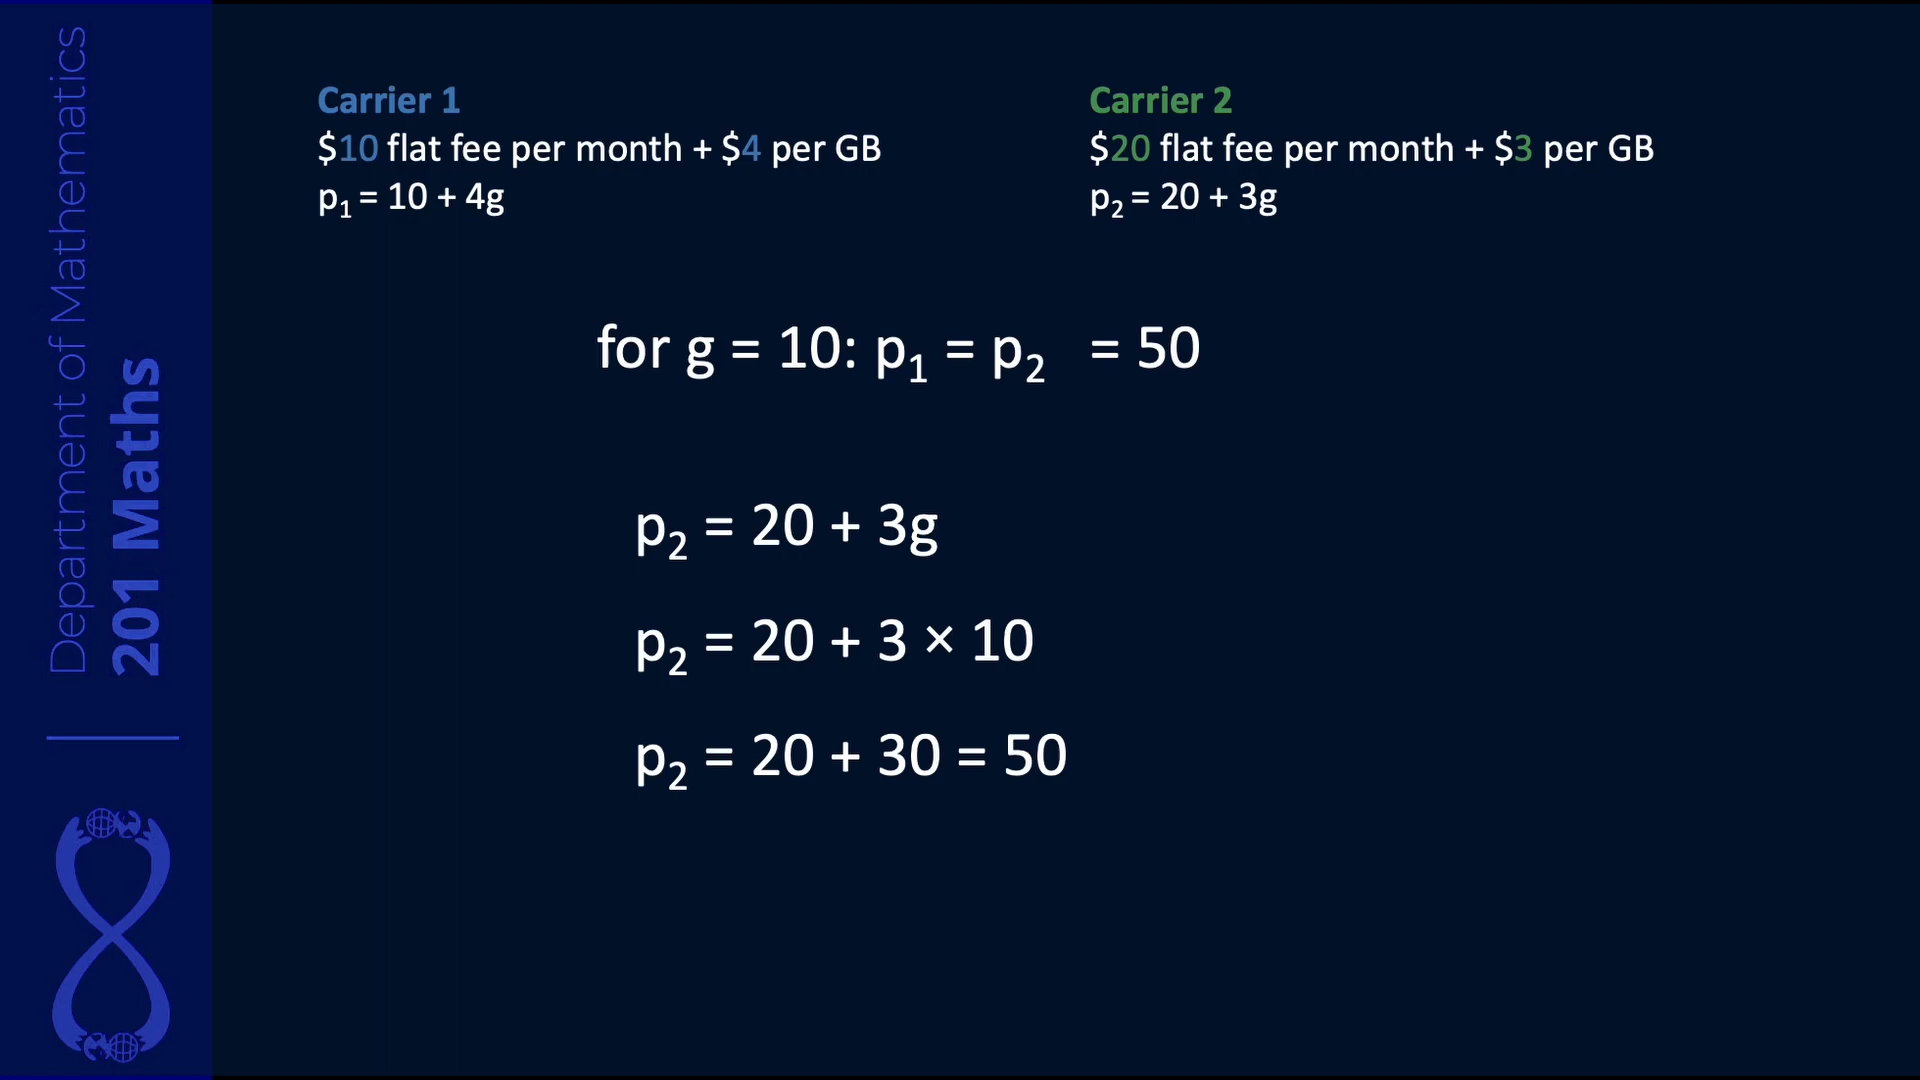 Department of Mathematics
201 Maths
Carrier 1
$10 flat fee per month + $4 per GB
p₁ = 10 + 4g
Carrier 2
$20 flat fee per month + $3 per GB
p₂ = 20 + 3g
for g = 10: p₁ = p₂ = 50
p₂ = 20 + 3g
p₂ = 20 + 3 × 10
p₂ = 20 + 30 = 50